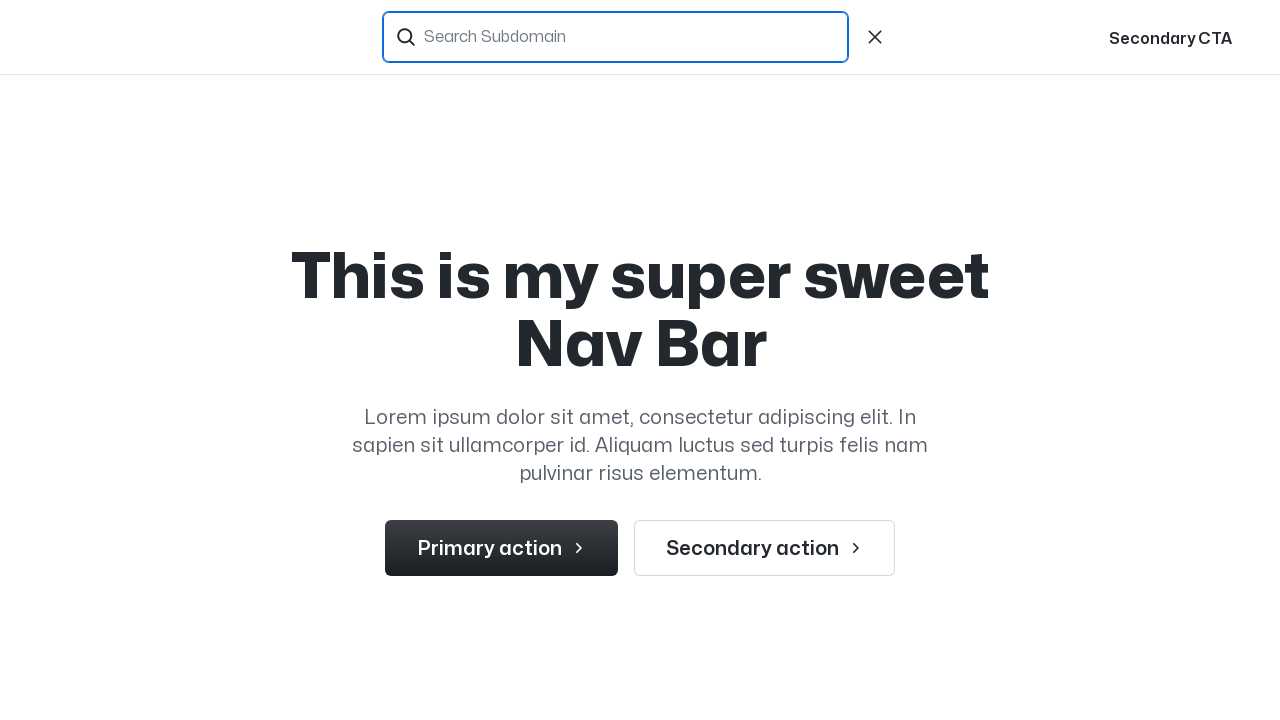 Search Subdomain
Secondary CTA
This is my super sweet
Nav Bar
Lorem ipsum dolor sit amet, consectetur adipiscing elit. In
sapien sit ullamcorper id. Aliquam luctus sed turpis felis nam
pulvinar risus elementum.
Primary action
Secondary action